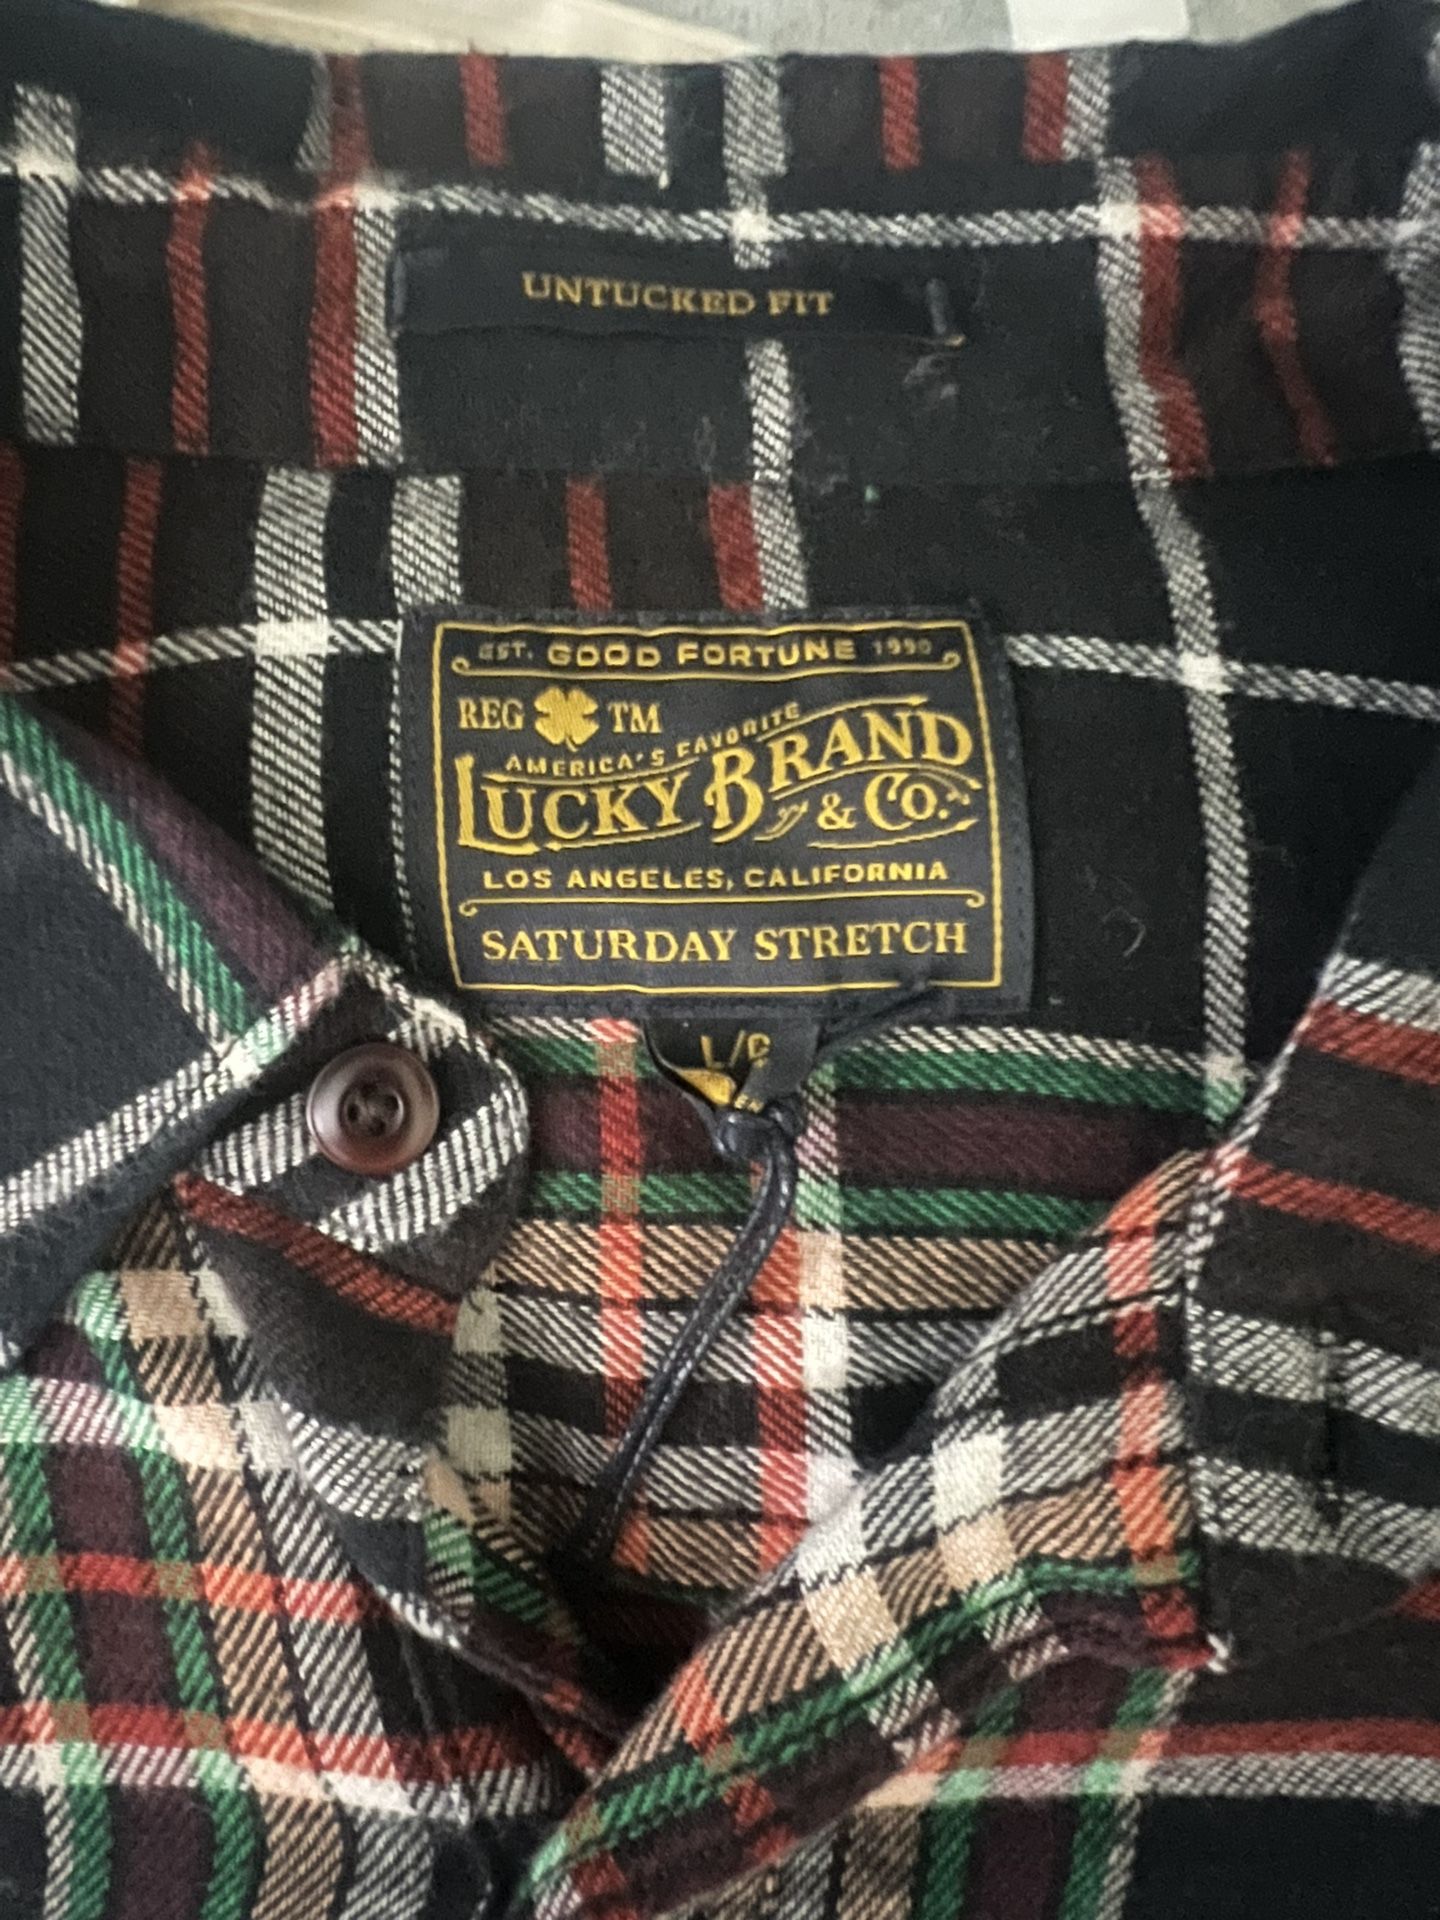 UNTUCKED FIT
EST. GOOD FORTUNE 1990
REG TM
AMERICA'S FAVORITE
LUCKY BRAND
& CO.
LOS ANGELES, CALIFORNIA
SATURDAY STRETCH